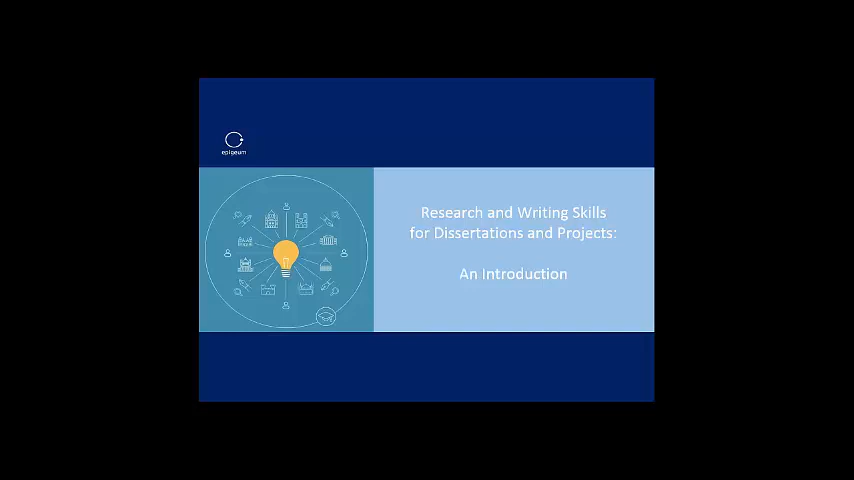 epigeum
Research and Writing Skills
for Dissertations and Projects:
An Introduction